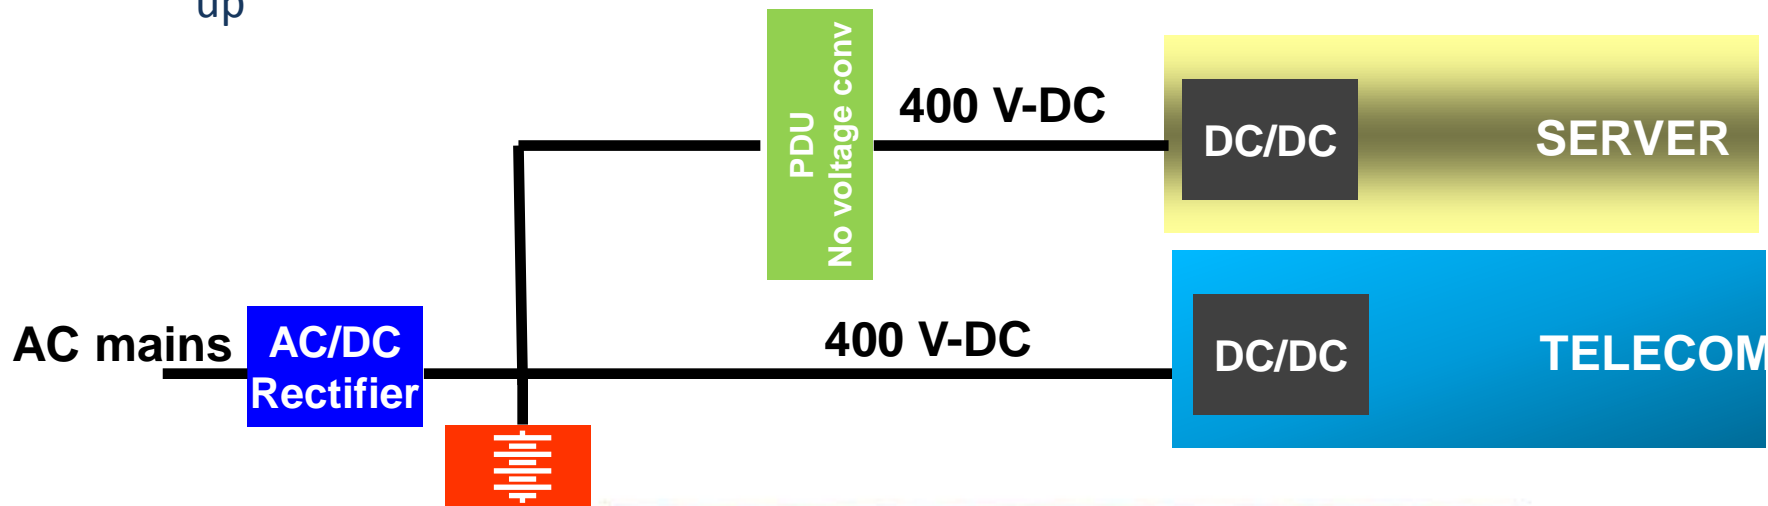 up
PDU
No voltage conv
400 V-DC
DC/DC
SERVER
AC mains
AC/DC
Rectifier
400 V-DC
DC/DC
TELECOM